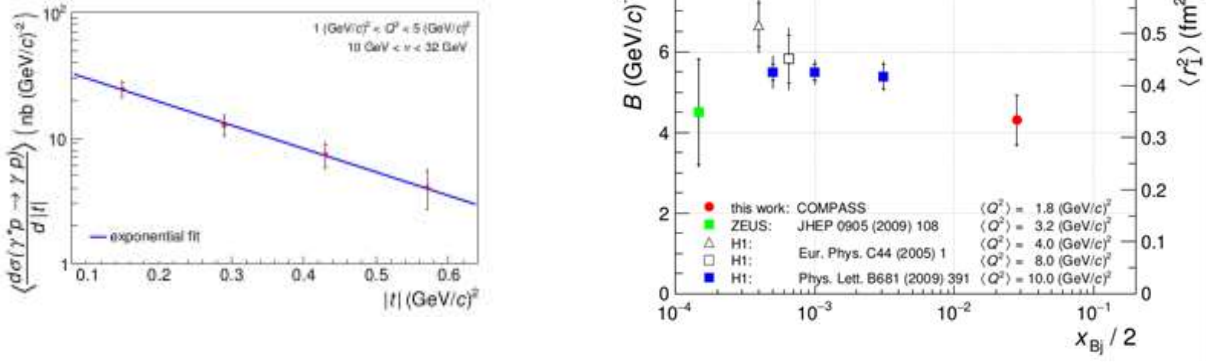 10²
10
1
⟨dσ(γ*p → γ p)/d|t|⟩ (nb (GeV/c)⁻²)
1 (GeV/c)² < Q² < 5 (GeV/c)²
10 GeV < ν < 32 GeV
exponential fit
0.1 0.2 0.3 0.4 0.5 0.6
|t| (GeV/c)²
B (GeV/c)⁻
6
4
2
0
this work: COMPASS ⟨Q²⟩ = 1.8 (GeV/c)²
ZEUS: JHEP 0905 (2009) 108 ⟨Q²⟩ = 3.2 (GeV/c)²
H1: ⟨Q²⟩ = 4.0 (GeV/c)²
Eur. Phys. C44 (2005) 1
H1: ⟨Q²⟩ = 8.0 (GeV/c)²
H1: Phys. Lett. B681 (2009) 391 ⟨Q²⟩ = 10.0 (GeV/c)²
10⁻⁴ 10⁻³ 10⁻² 10⁻¹
x_Bj / 2
0.5
0.4
0.3
0.2
0.1
0
⟨r²⊥⟩ (fm²